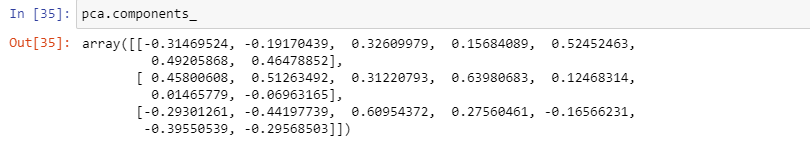 In [35]: pca.components_
Out[35]: array([[-0.31469524, -0.19170439,  0.32609979,  0.15684089,  0.52452463,
0.49205868,  0.46478852],
[ 0.45800608,  0.51263492,  0.31220793,  0.63980683,  0.12468314,
0.01465779, -0.06963165],
[-0.29301261, -0.44197739,  0.60954372,  0.27560461, -0.16566231,
-0.39550539, -0.29568503]])